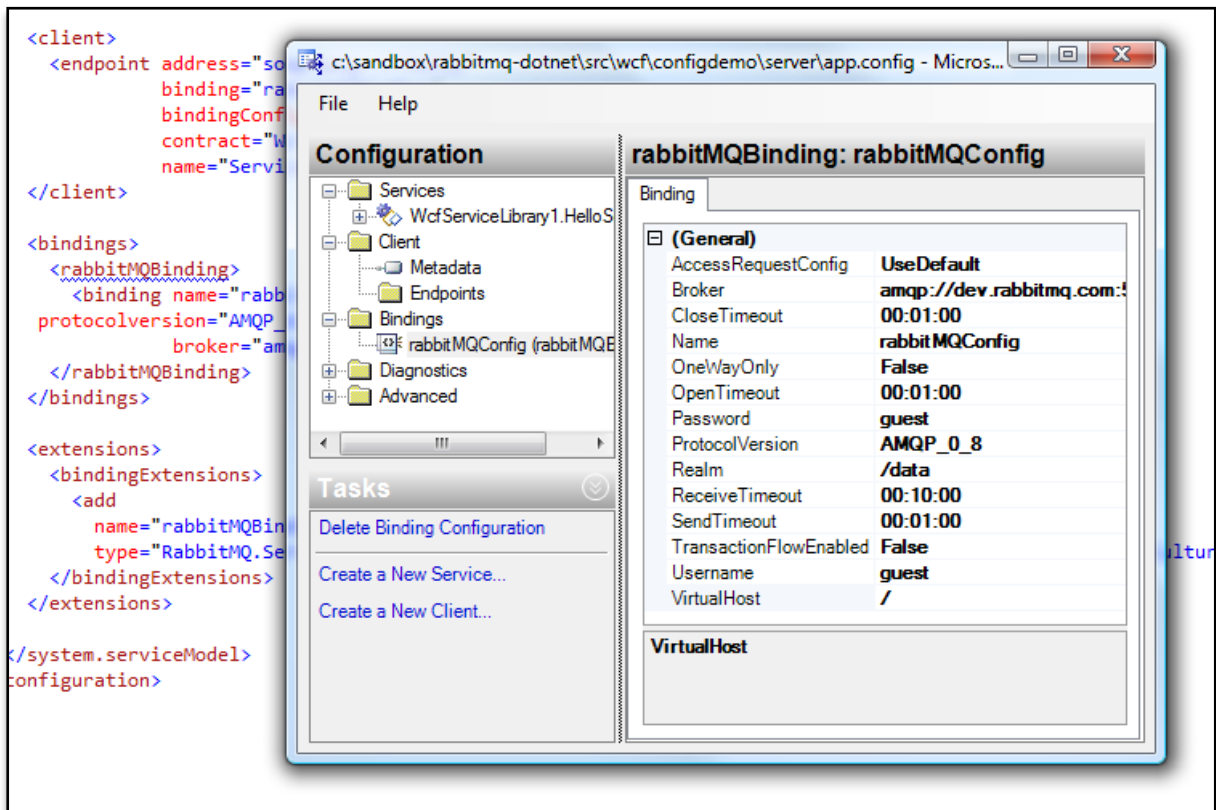 <client>
<endpoint address="so
binding="ra
bindingConf
contract="W
name="Servi
</client>
<bindings>
<rabbitMQBinding>
<binding name="rabb
protocolversion="AMQP_
broker="am
</rabbitMQBinding>
</bindings>
<extensions>
<bindingExtensions>
<add
name="rabbitMQBin
type="RabbitMQ.Se
ultur
</bindingExtensions>
</extensions>
</system.serviceModel>
configuration>
c:\sandbox\rabbitmq-dotnet\src\wcf\configdemo\server\app.config - Micros...
File Help
Configuration
Services
WcfServiceLibrary1.HelloS
Client
Metadata
Endpoints
Bindings
rabbitMQConfig (rabbitMQB
Diagnostics
Advanced
Tasks
Delete Binding Configuration
Create a New Service...
Create a New Client...
rabbitMQBinding: rabbitMQConfig
Binding
(General)
AccessRequestConfig UseDefault
Broker amqp://dev.rabbitmq.com:5
CloseTimeout 00:01:00
Name rabbitMQConfig
OneWayOnly False
OpenTimeout 00:01:00
Password guest
ProtocolVersion AMQP_0_8
Realm /data
ReceiveTimeout 00:10:00
SendTimeout 00:01:00
TransactionFlowEnabled False
Username guest
VirtualHost /
VirtualHost